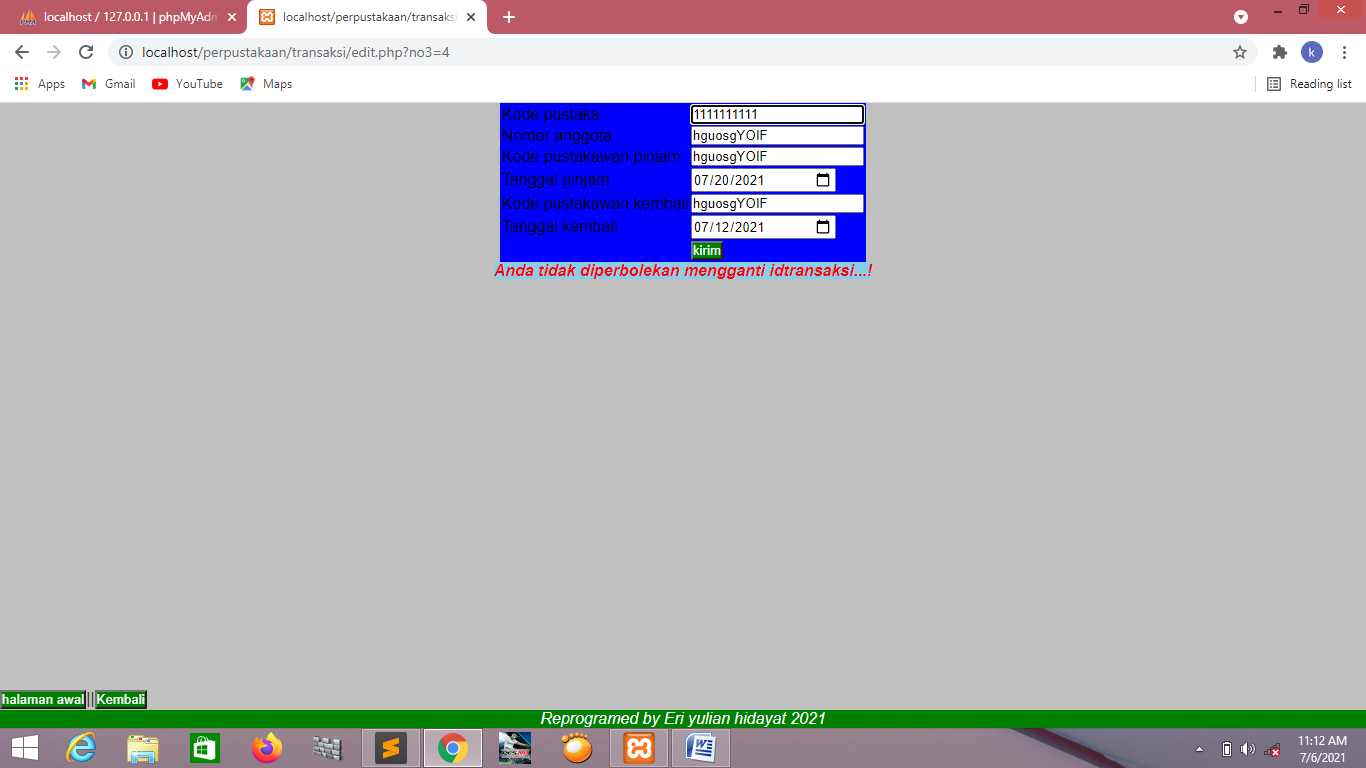 localhost / 127.0.0.1 | phpMyAdm
localhost/perpustakaan/transaksi
localhost/perpustakaan/transaksi/edit.php?no3=4
k
Apps
Gmail
YouTube
Maps
Reading list
Kode pustaka 1111111111
Nomor anggota hguosgYOIF
Kode pustakawan pinjam hguosgYOIF
Tanggal pinjam 07/20/2021
Kode pustakawan kembali hguosgYOIF
Tanggal kembali 07/12/2021
kirim
Anda tidak diperbolekan mengganti idtransaksi...!
halaman awal||Kembali
Reprogramed by Eri yulian hidayat 2021
11:12 AM
7/6/2021